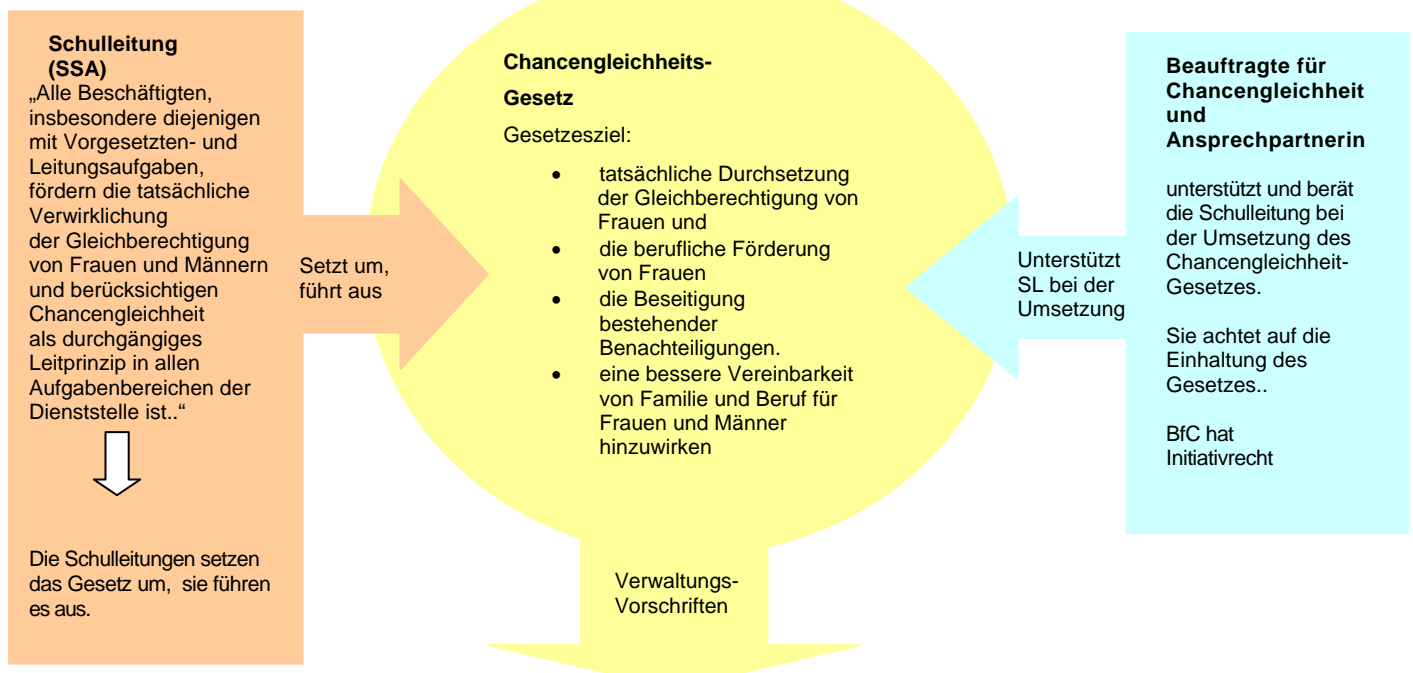 Schulleitung
(SSA)
„Alle Beschäftigten,
insbesondere diejenigen
mit Vorgesetzten- und
Leitungsaufgaben,
fördern die tatsächliche
Verwirklichung
der Gleichberechtigung
von Frauen und Männern
und berücksichtigen
Chancengleichheit
als durchgängiges
Leitprinzip in allen
Aufgabenbereichen der
Dienststelle ist..“
Die Schulleitungen setzen
das Gesetz um, sie führen
es aus.
Setzt um,
führt aus
Chancengleichheits-
Gesetz
Gesetzesziel:
• tatsächliche Durchsetzung
der Gleichberechtigung von
Frauen und
• die berufliche Förderung
von Frauen
• die Beseitigung
bestehender
Benachteiligungen.
• eine bessere Vereinbarkeit
von Familie und Beruf für
Frauen und Männer
hinzuwirken
Verwaltungs-
Vorschriften
Unterstützt
SL bei der
Umsetzung
Beauftragte für
Chancengleichheit
und
Ansprechpartnerin
unterstützt und berät
die Schulleitung bei
der Umsetzung des
Chancengleichheit-
Gesetzes.
Sie achtet auf die
Einhaltung des
Gesetzes..
BfC hat
Initiativrecht